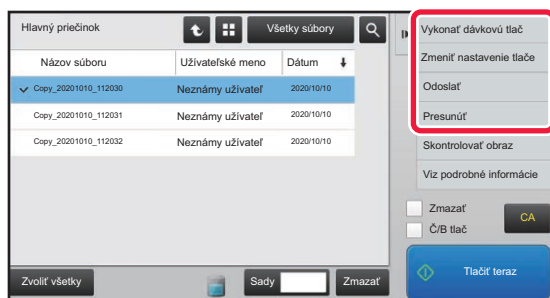 Hlavný priečinok
Všetky súbory
Názov súboru
Užívateľské meno
Dátum
Copy_20201010_112030
Neznámy užívateľ
2020/10/10
Copy_20201010_112031
Neznámy užívateľ
2020/10/10
Copy_20201010_112032
Neznámy užívateľ
2020/10/10
Zvoliť všetky
Sady
Zmazať
Vykonať dávkovú tlač
Zmeniť nastavenie tlače
Odoslať
Presunúť
Skontrolovať obraz
Viz podrobné informácie
Zmazať
Č/B tlač
CA
Tlačiť teraz